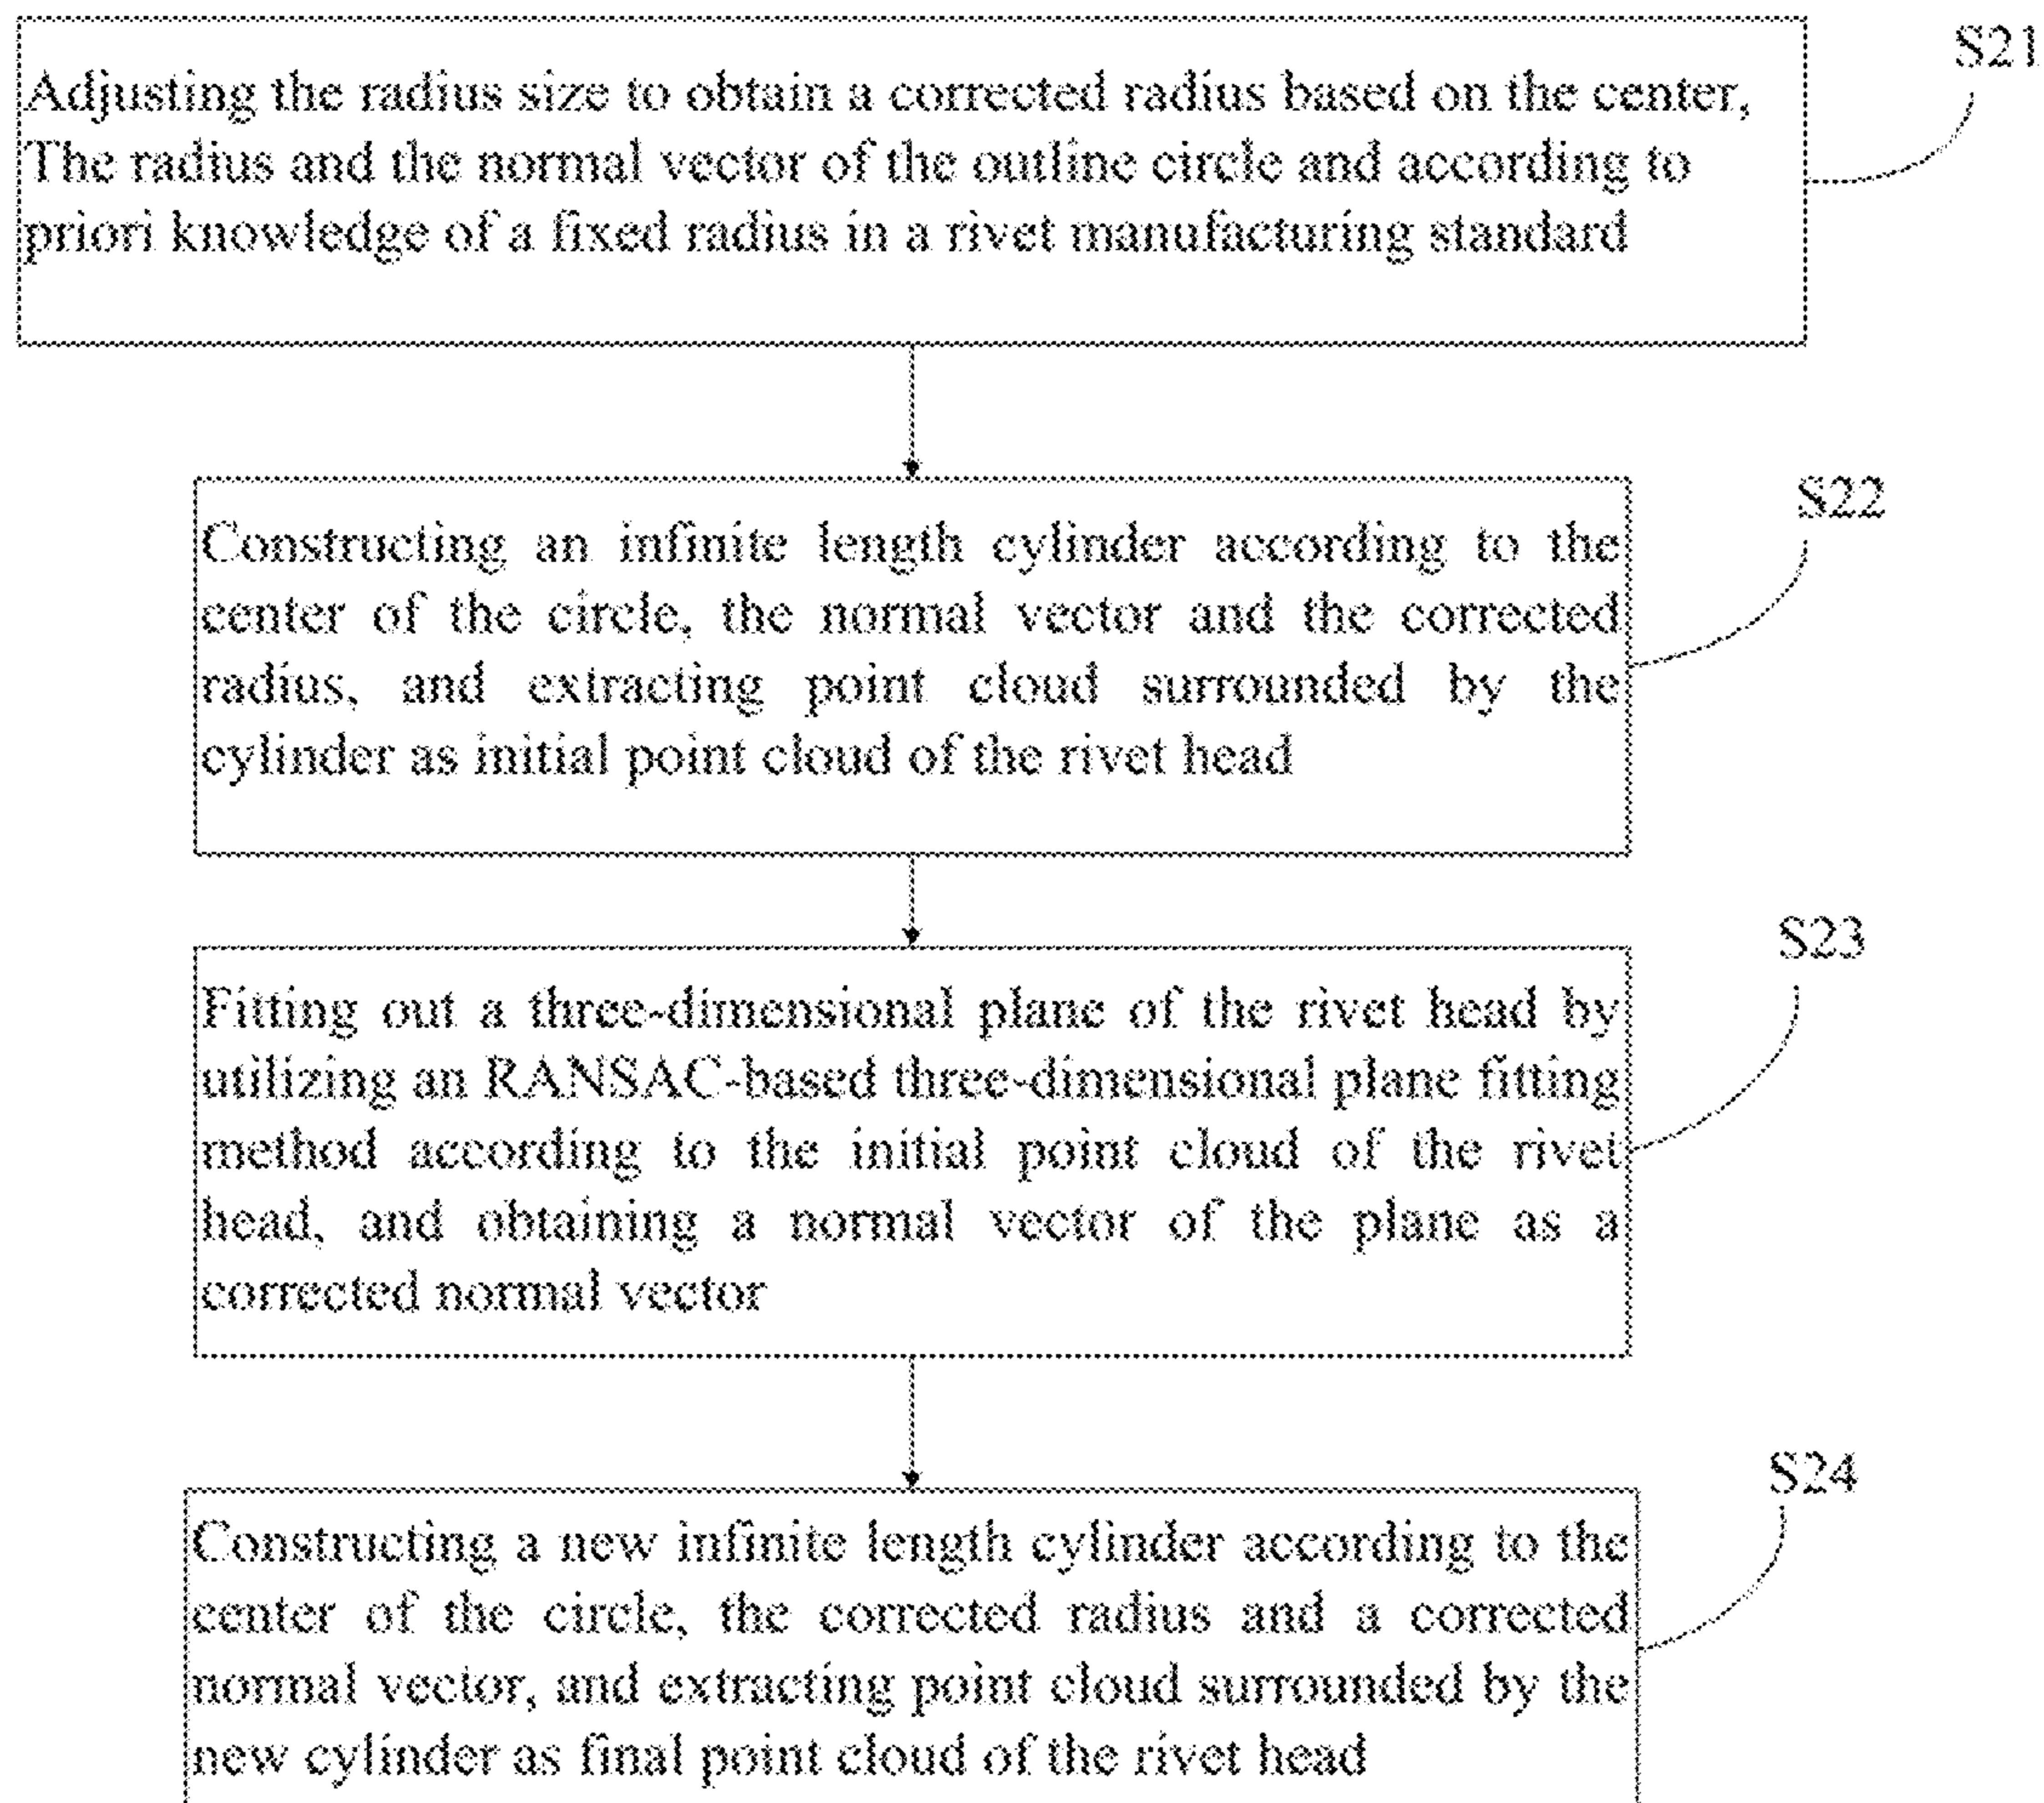 S21
Adjusting the radius size to obtain a corrected radius based on the center,
The radius and the normal vector of the outline circle and according to
priori knowledge of a fixed radius in a rivet manufacturing standard
S22
Constructing an infinite length cylinder according to the
center of the circle, the normal vector and the corrected
radius, and extracting point cloud surrounded by the
cylinder as initial point cloud of the rivet head
S23
Fitting out a three-dimensional plane of the rivet head by
utilizing an RANSAC-based three-dimensional plane fitting
method according to the initial point cloud of the rivet
head, and obtaining a normal vector of the plane as a
corrected normal vector
S24
Constructing a new infinite length cylinder according to the
center of the circle, the corrected radius and a corrected
normal vector, and extracting point cloud surrounded by the
new cylinder as final point cloud of the rivet head